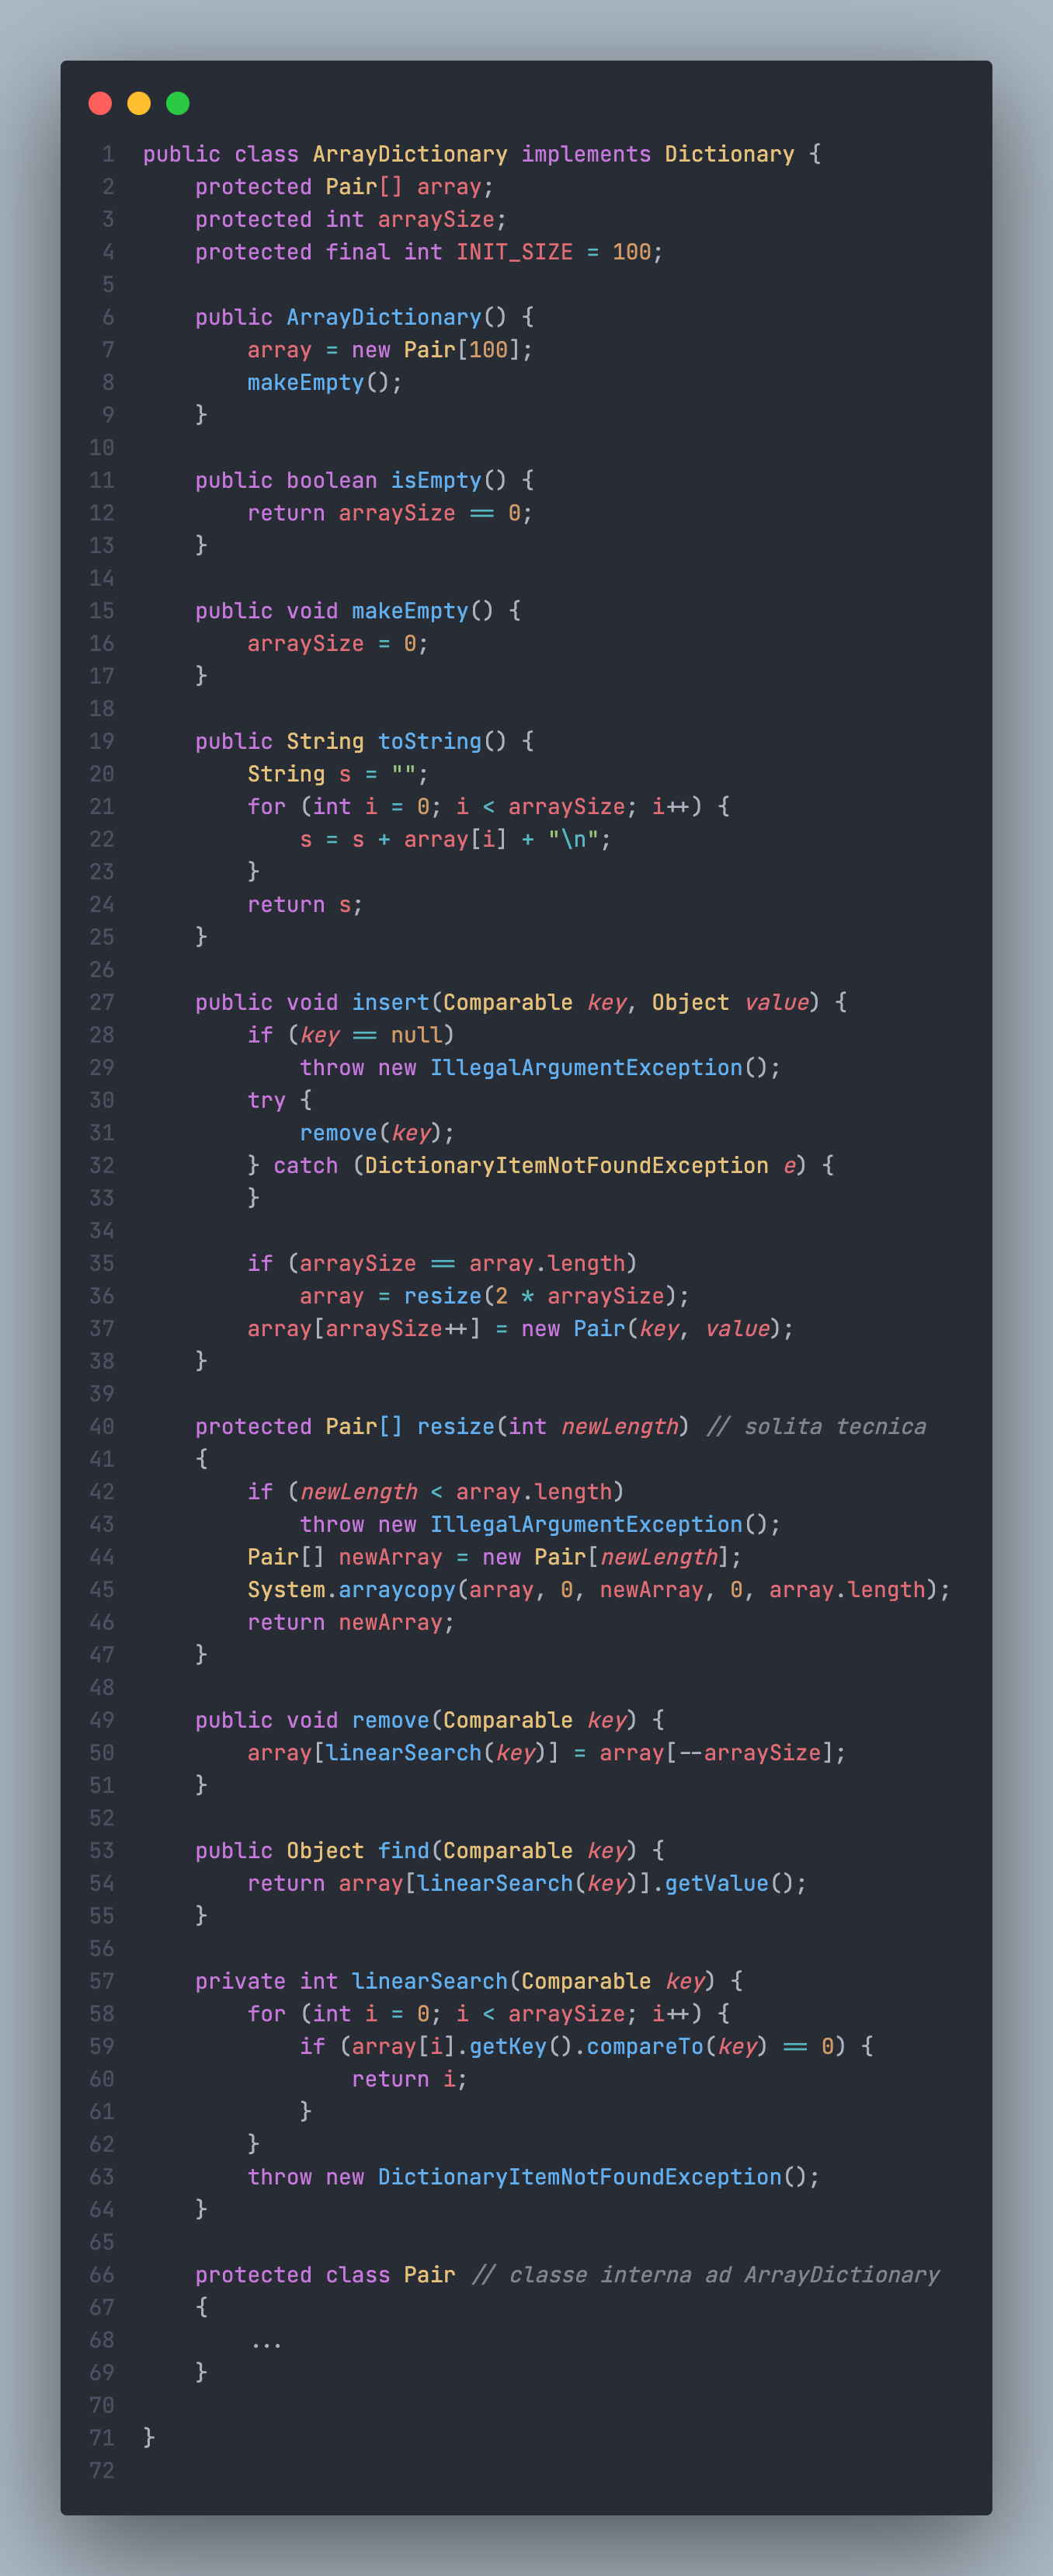 1 public class ArrayDictionary implements Dictionary {
2     protected Pair[] array;
3     protected int arraySize;
4     protected final int INIT_SIZE = 100;
5
6     public ArrayDictionary() {
7         array = new Pair[100];
8         makeEmpty();
9     }
10
11     public boolean isEmpty() {
12         return arraySize == 0;
13     }
14
15     public void makeEmpty() {
16         arraySize = 0;
17     }
18
19     public String toString() {
20         String s = "";
21         for (int i = 0; i < arraySize; i++) {
22             s = s + array[i] + "\n";
23         }
24         return s;
25     }
26
27     public void insert(Comparable key, Object value) {
28         if (key == null)
29             throw new IllegalArgumentException();
30         try {
31             remove(key);
32         } catch (DictionaryItemNotFoundException e) {
33         }
34
35         if (arraySize == array.length)
36             array = resize(2 * arraySize);
37         array[arraySize++] = new Pair(key, value);
38     }
39
40     protected Pair[] resize(int newLength) // solita tecnica
41     {
42         if (newLength < array.length)
43             throw new IllegalArgumentException();
44         Pair[] newArray = new Pair[newLength];
45         System.arraycopy(array, 0, newArray, 0, array.length);
46         return newArray;
47     }
48
49     public void remove(Comparable key) {
50         array[linearSearch(key)] = array[--arraySize];
51     }
52
53     public Object find(Comparable key) {
54         return array[linearSearch(key)].getValue();
55     }
56
57     private int linearSearch(Comparable key) {
58         for (int i = 0; i < arraySize; i++) {
59             if (array[i].getKey().compareTo(key) == 0) {
60                 return i;
61             }
62         }
63         throw new DictionaryItemNotFoundException();
64     }
65
66     protected class Pair // classe interna ad ArrayDictionary
67     {
68         ...
69     }
70
71 }
72